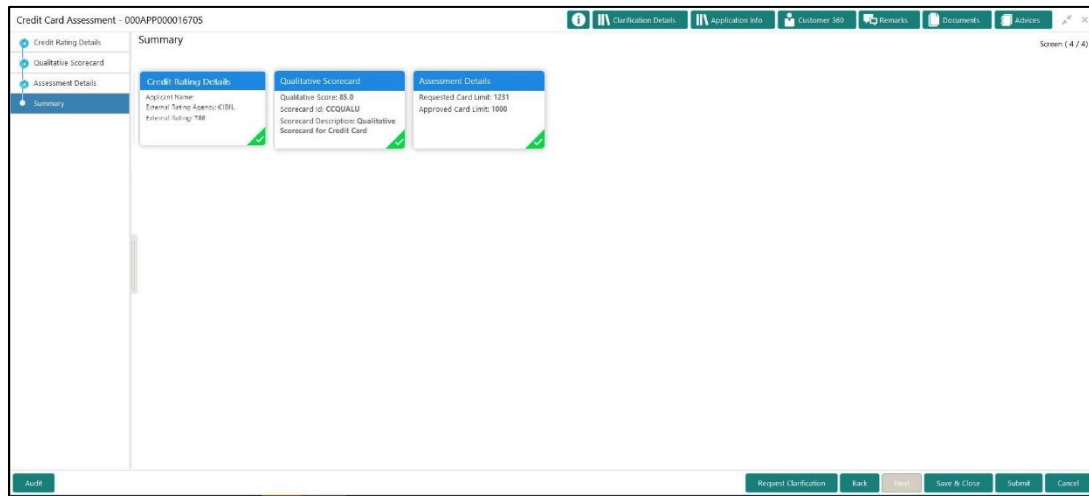 Credit Card Assessment - 000APP000016705
Clarification Details
Application Info
Customer 360
Remarks
Documents
Advices
Credit Rating Details
Qualitative Scorecard
Assessment Details
Summary
Summary
Screen ( 4 / 4)
Credit Rating Details
Applicant Name:
External Rating Agency: CIBIL
External Rating: 786
Qualitative Scorecard
Qualitative Score: 85.0
Scorecard Id: CCQUALU
Scorecard Description: Qualitative
Scorecard for Credit Card
Assessment Details
Requested Card Limit: 1231
Approved Card Limit: 1000
Audit
Request Clarification
Back
Next
Save & Close
Submit
Cancel